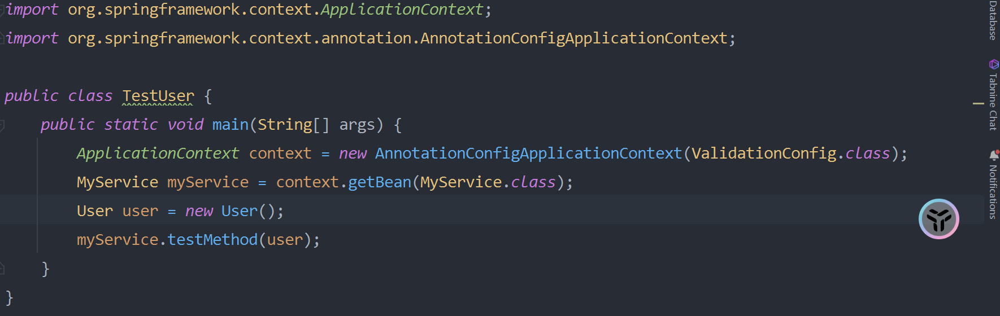 import org.springframework.context.ApplicationContext;
import org.springframework.context.annotation.AnnotationConfigApplicationContext;
public class TestUser {
public static void main(String[] args) {
ApplicationContext context = new AnnotationConfigApplicationContext(ValidationConfig.class);
MyService myService = context.getBean(MyService.class);
User user = new User();
myService.testMethod(user);
}
}
Database
Tabnine Chat
Notifications